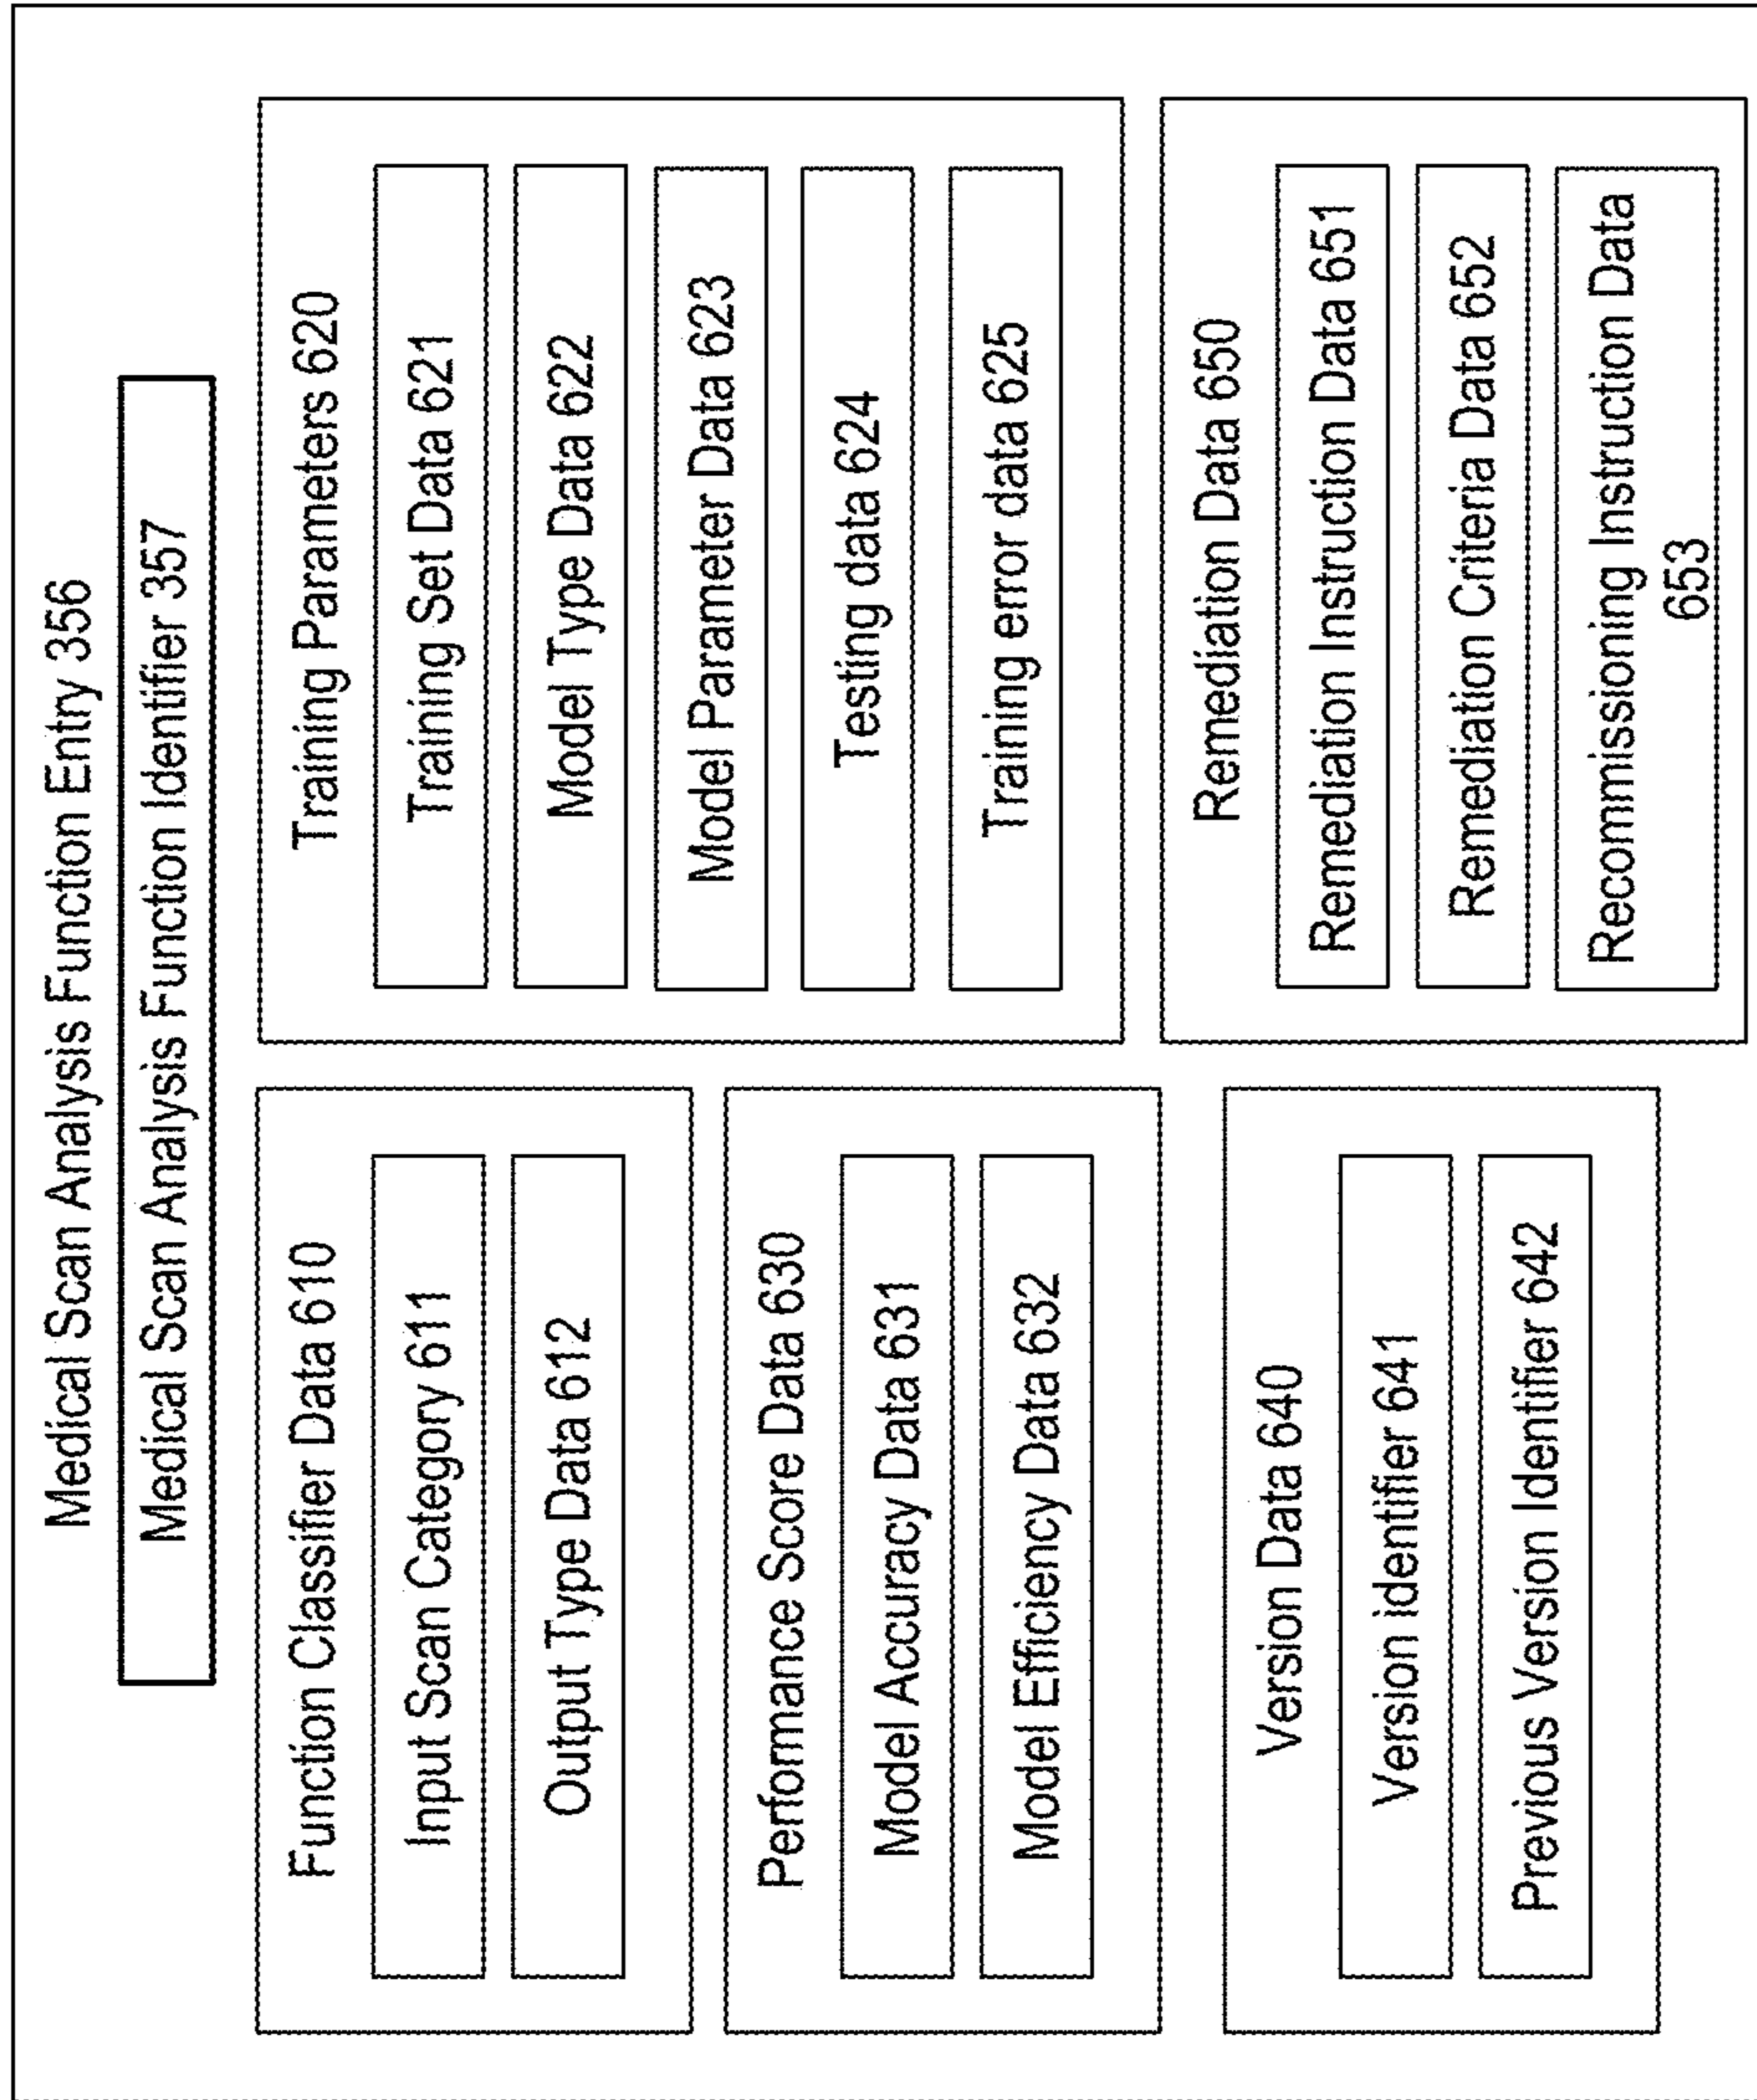 Medical Scan Analysis Function Entry 356
Medical Scan Analysis Function Identifier 357
Function Classifier Data 610
Input Scan Category 611
Output Type Data 612
Performance Score Data 630
Model Accuracy Data 631
Model Efficiency Data 632
Version Data 640
Version identifier 641
Previous Version Identifier 642
Training Parameters 620
Training Set Data 621
Model Type Data 622
Model Parameter Data 623
Testing data 624
Training error data 625
Remediation Data 650
Remediation Instruction Data 651
Remediation Criteria Data 652
Recommissioning Instruction Data
653